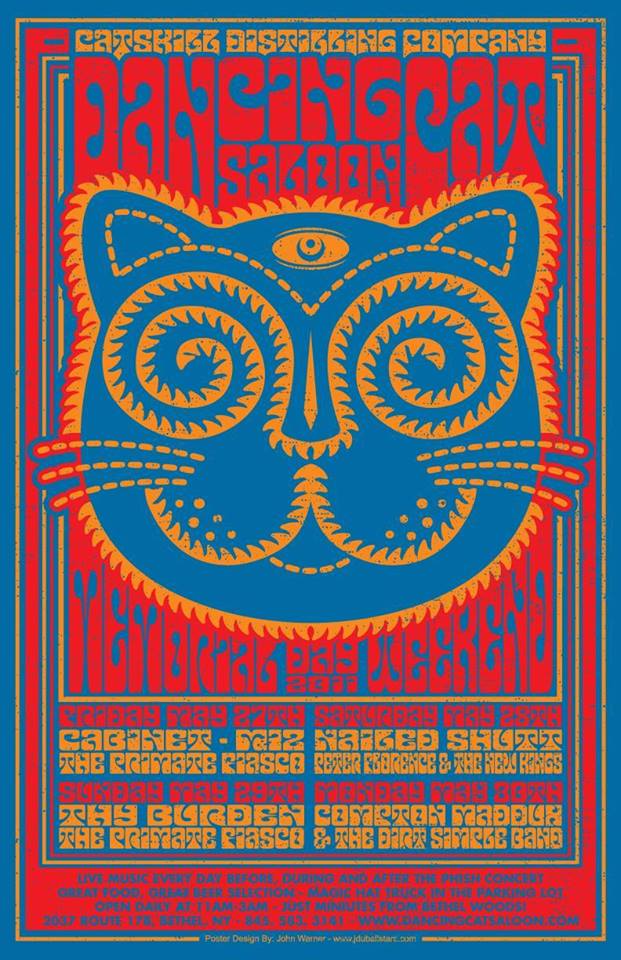 CATSKILL DISTILLING COMPANY
DANCING CAT
SALOON
MEMORIAL DAY WEEKEND
2011
FRIDAY MAY 27TH
CABINET - MIZ
THE PRIMATE FIASCO
SATURDAY MAY 28TH
NAILED SHUTT
PETER FLORENCE & THE NEW KINGS
SUNDAY MAY 29TH
THY BURDEN
THE PRIMATE FIASCO
MONDAY MAY 30TH
COMPTON MADDUX
& THE DIRT SIMPLE BAND
LIVE MUSIC EVERY DAY BEFORE, DURING AND AFTER THE PHISH CONCERT
GREAT FOOD, GREAT BEER SELECTION - MAGIC HAT TRUCK IN THE PARKING LOT
OPEN DAILY AT 11AM-3AM - JUST MINIUTES FROM BETHEL WOODS!
2037 ROUTE 17B, BETHEL, NY - 845. 583. 3141 - WWW.DANCINGCATSALOON.COM
Poster Design By: John Warner - www.jdubalfstarr.com